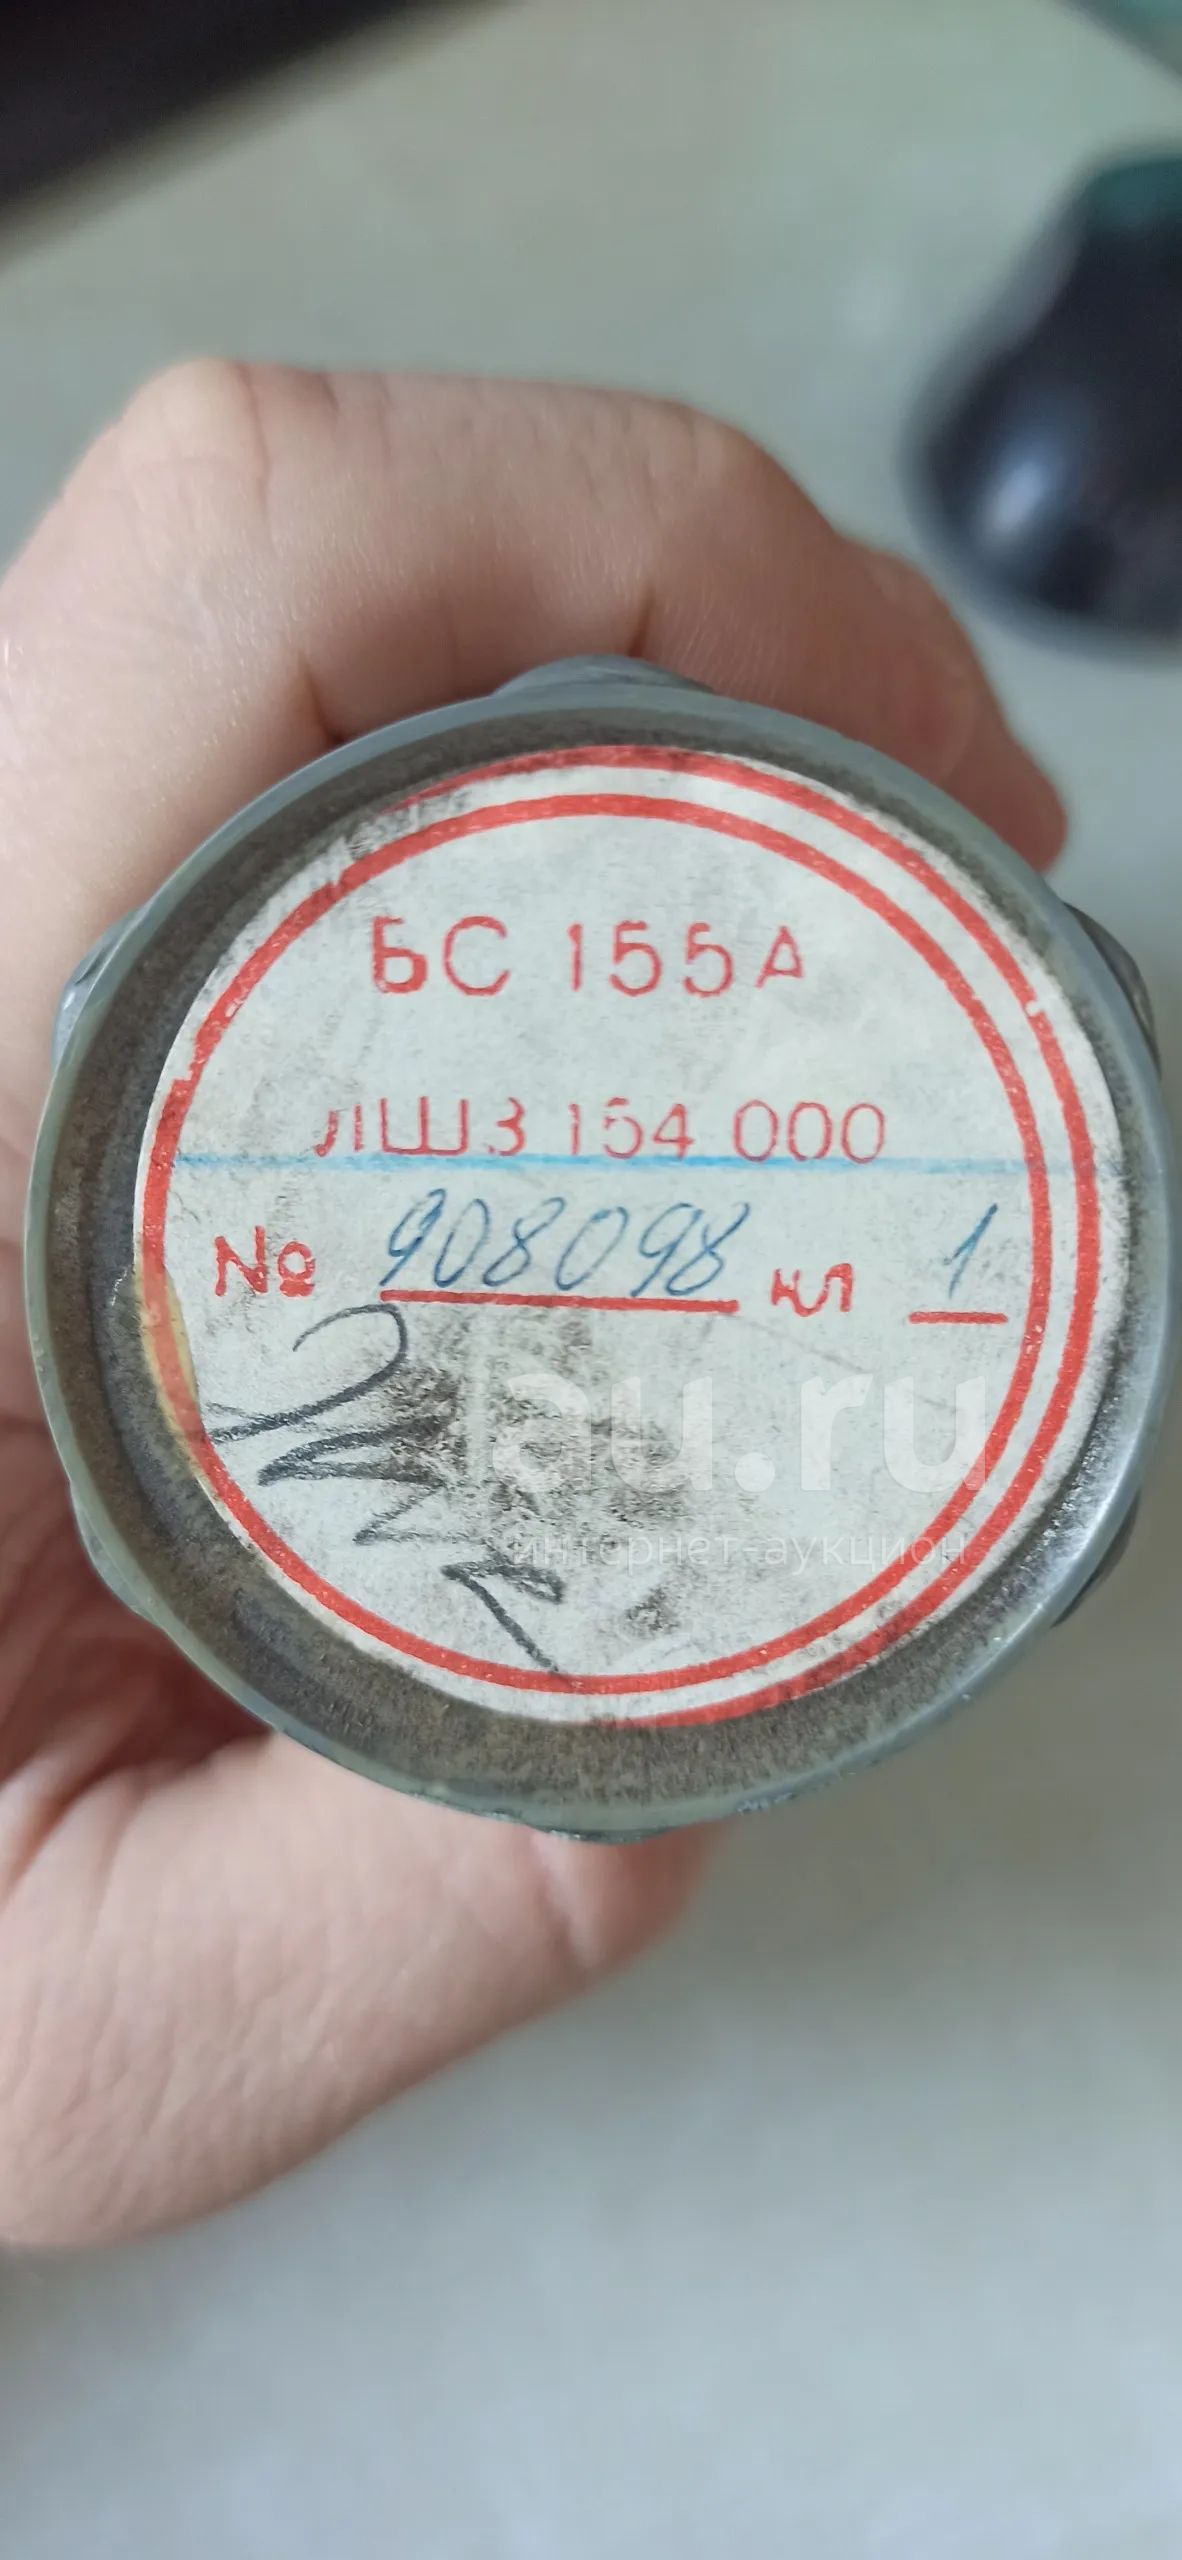 БС 155А
ЛШ3 154 000
№ 908098 кл 1
au.ru
интернет-аукцион